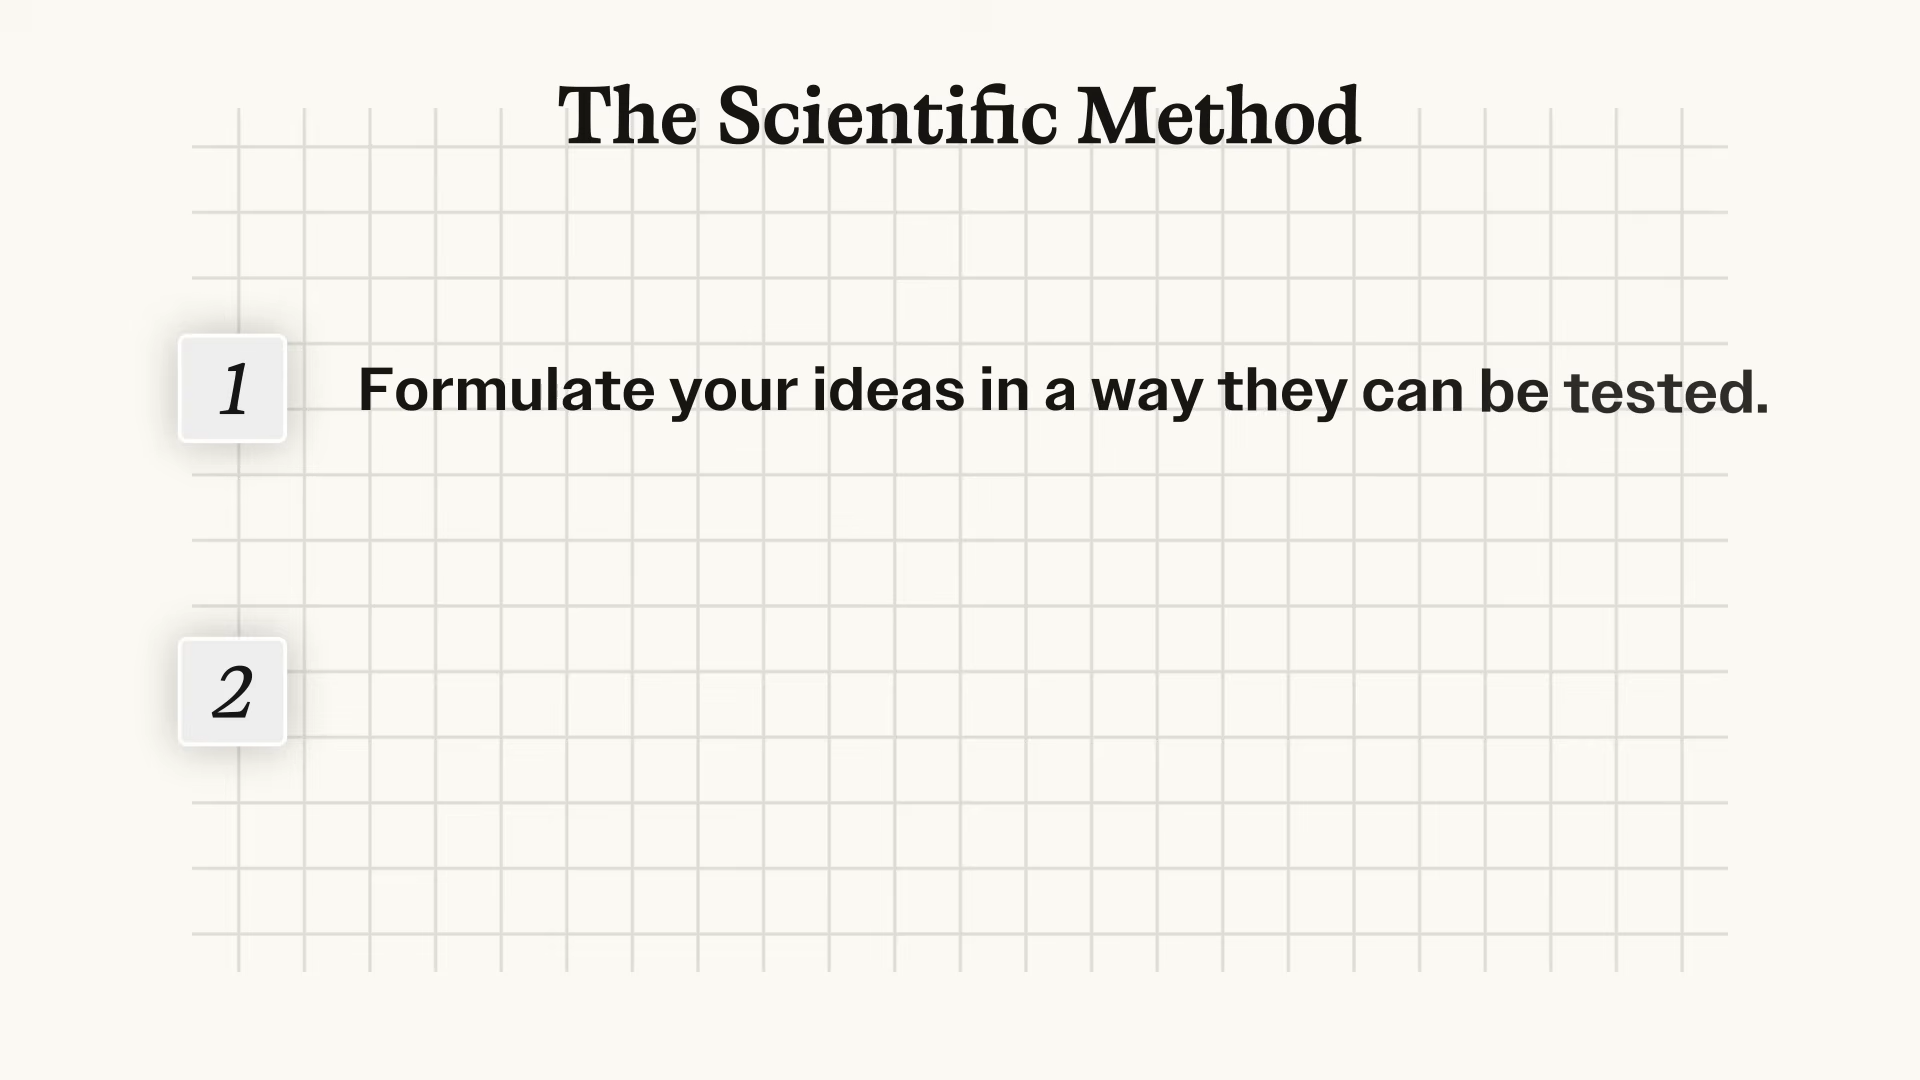 The Scientific Method
1 Formulate your ideas in a way they can be tested.
2